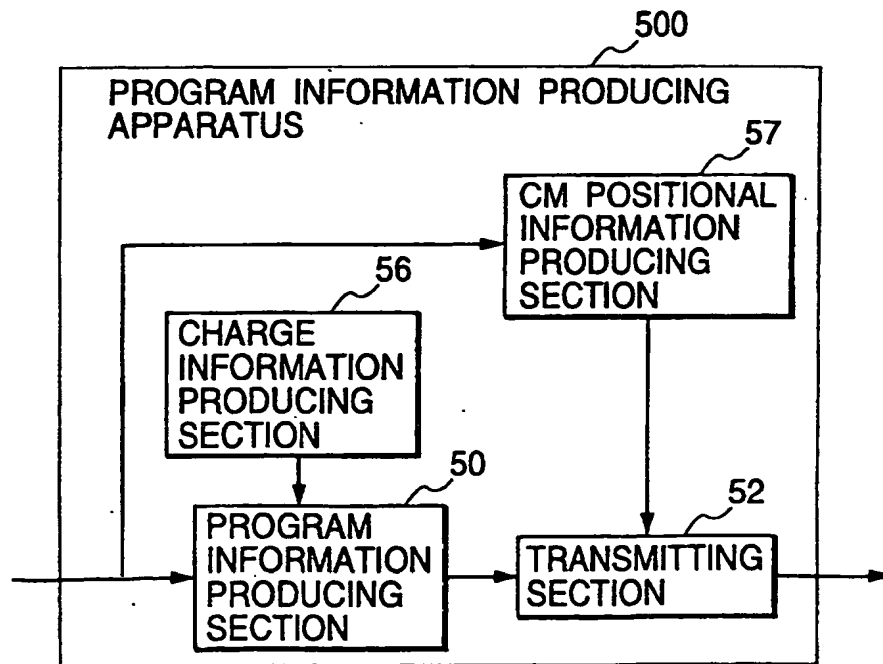 500
PROGRAM INFORMATION PRODUCING
APPARATUS
57
CM POSITIONAL
INFORMATION
PRODUCING
SECTION
56
CHARGE
INFORMATION
PRODUCING
SECTION
50
PROGRAM
INFORMATION
PRODUCING
SECTION
52
TRANSMITTING
SECTION